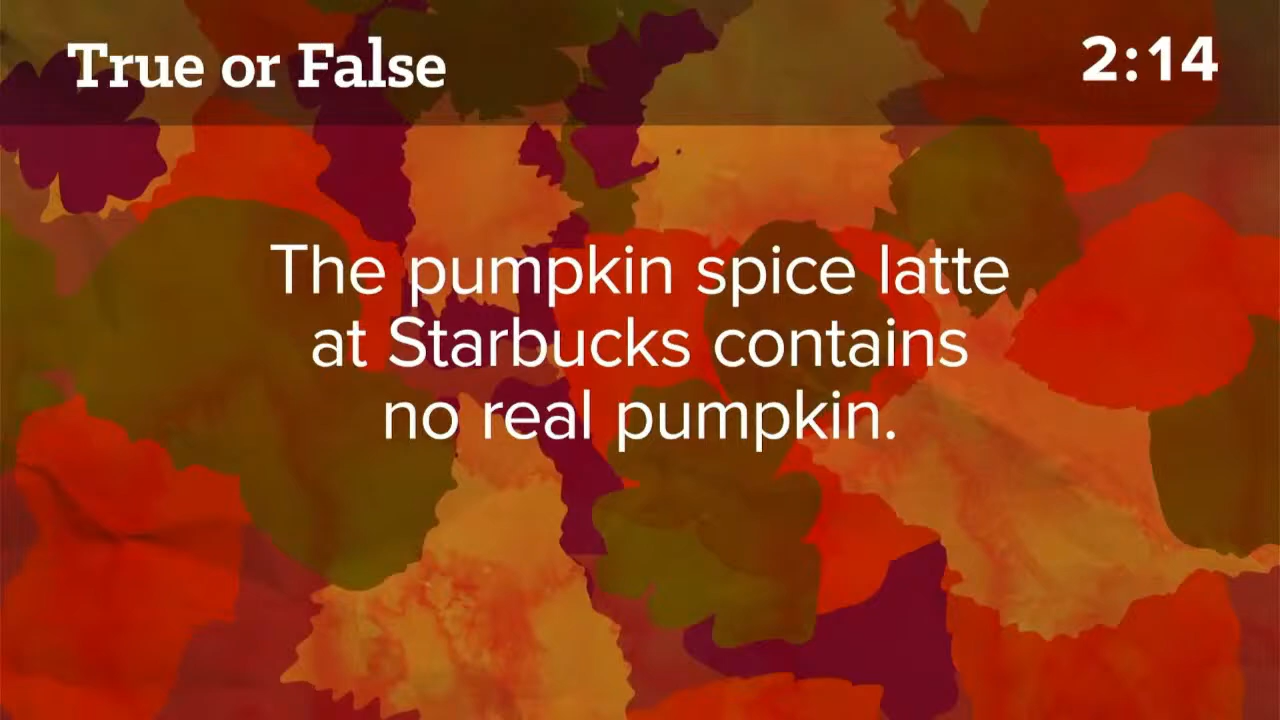 True or False
2:14
The pumpkin spice latte
at Starbucks contains
no real pumpkin.